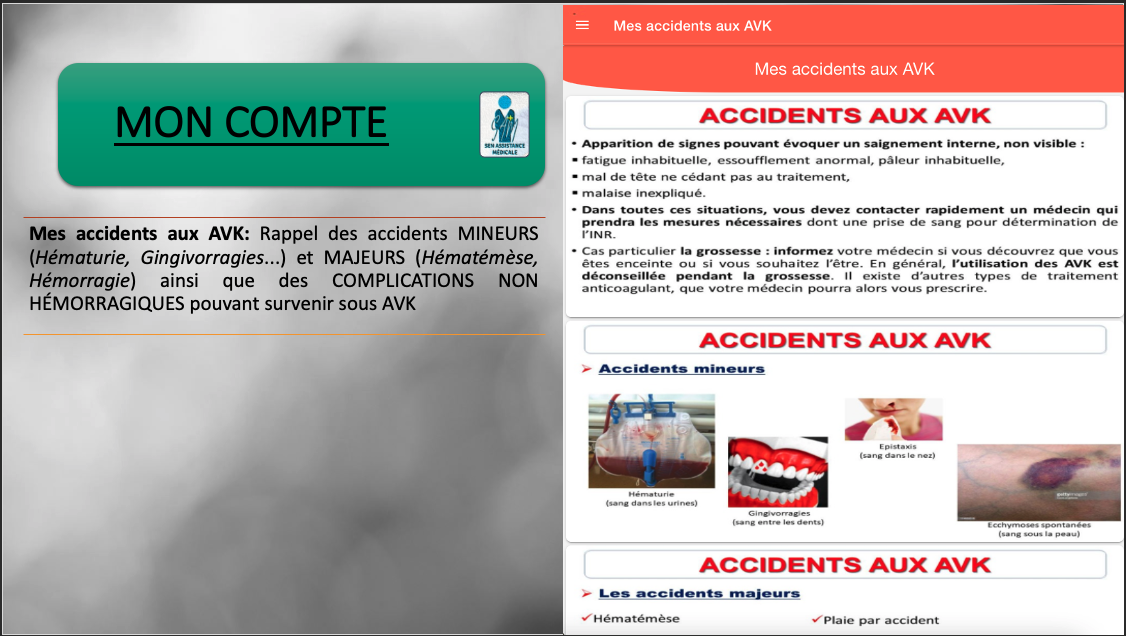 MON COMPTE
SEN ASSISTANCE
MÉDICALE
Mes accidents aux AVK: Rappel des accidents MINEURS
(Hématurie, Gingivorragies...) et MAJEURS (Hématémèse,
Hémorragie) ainsi que des COMPLICATIONS NON
HÉMORRAGIQUES pouvant survenir sous AVK
Mes accidents aux AVK
Mes accidents aux AVK
ACCIDENTS AUX AVK
• Apparition de signes pouvant évoquer un saignement interne, non visible :
▪ fatigue inhabituelle, essoufflement anormal, pâleur inhabituelle,
▪ mal de tête ne cédant pas au traitement,
▪ malaise inexpliqué.
• Dans toutes ces situations, vous devez contacter rapidement un médecin qui
prendra les mesures nécessaires dont une prise de sang pour détermination de
l'INR.
• Cas particulier la grossesse : informez votre médecin si vous découvrez que vous
êtes enceinte ou si vous souhaitez l'être. En général, l'utilisation des AVK est
déconseillée pendant la grossesse. Il existe d'autres types de traitement
anticoagulant, que votre médecin pourra alors vous prescrire.
ACCIDENTS AUX AVK
➢ Accidents mineurs
Hématurie
(sang dans les urines)
Gingivorragies
(sang entre les dents)
Epistaxis
(sang dans le nez)
gettyimages
Ecchymoses spontanées
(sang sous la peau)
ACCIDENTS AUX AVK
➢ Les accidents majeurs
✓Hématémèse
✓Plaie par accident